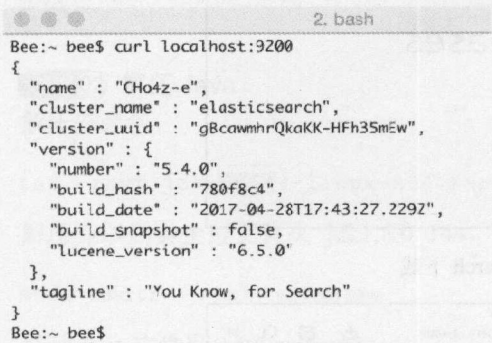 2. bash
Bee:~ bee$ curl localhost:9200
{
  "name" : "CHo4z-e",
  "cluster_name" : "elasticsearch",
  "cluster_uuid" : "gBcawmhrQkaKK-HFh35mEw",
  "version" : {
    "number" : "5.4.0",
    "build_hash" : "780f8c4",
    "build_date" : "2017-04-28T17:43:27.229Z",
    "build_snapshot" : false,
    "lucene_version" : "6.5.0"
  },
  "tagline" : "You Know, for Search"
}
Bee:~ bee$